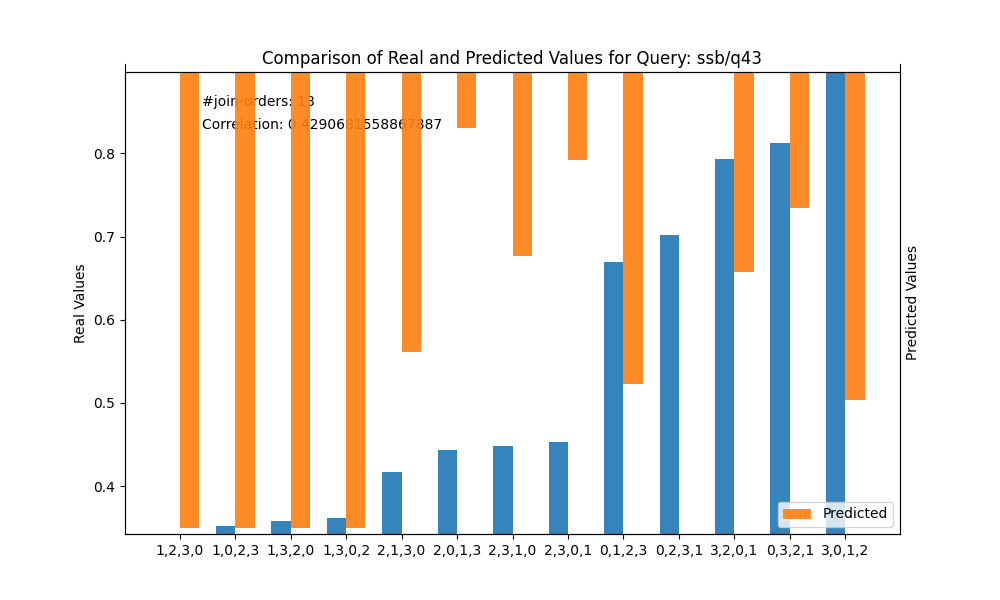 Comparison of Real and Predicted Values for Query: ssb/q43
#join-orders: 13
Correlation: 0.4290631558867887
Real Values
0.8
0.7
0.6
0.5
0.4
Predicted Values
Predicted
1,2,3,0 1,0,2,3 1,3,2,0 1,3,0,2 2,1,3,0 2,0,1,3 2,3,1,0 2,3,0,1 0,1,2,3 0,2,3,1 3,2,0,1 0,3,2,1 3,0,1,2